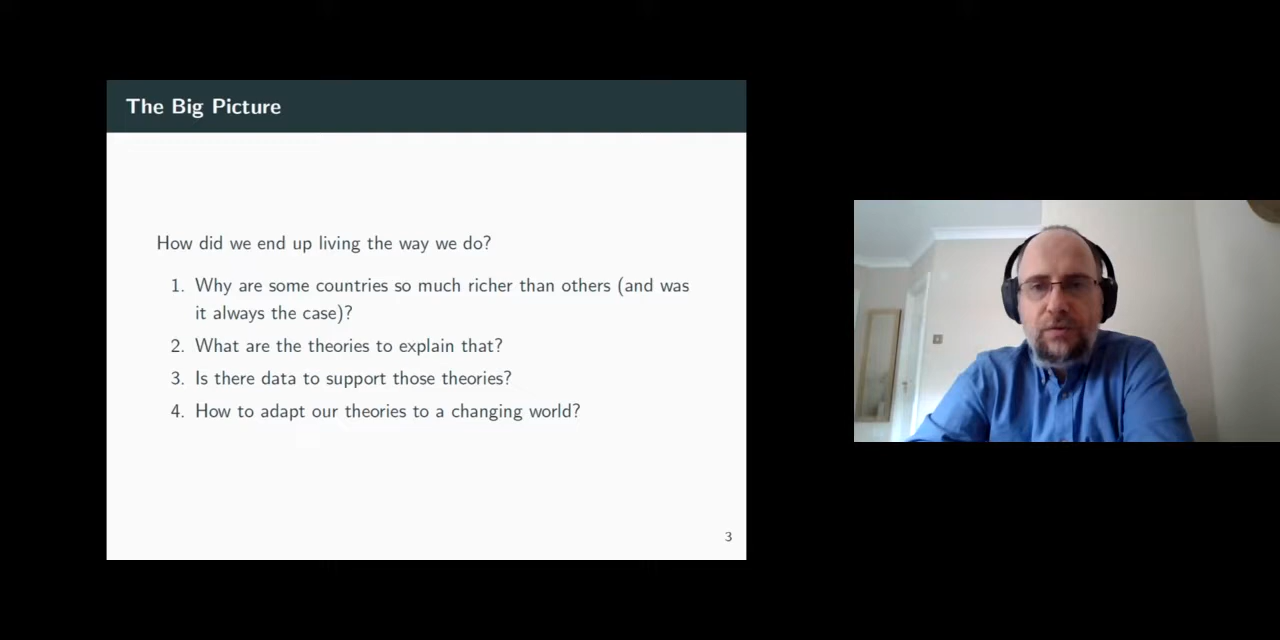 The Big Picture
How did we end up living the way we do?
1. Why are some countries so much richer than others (and was
it always the case)?
2. What are the theories to explain that?
3. Is there data to support those theories?
4. How to adapt our theories to a changing world?
3